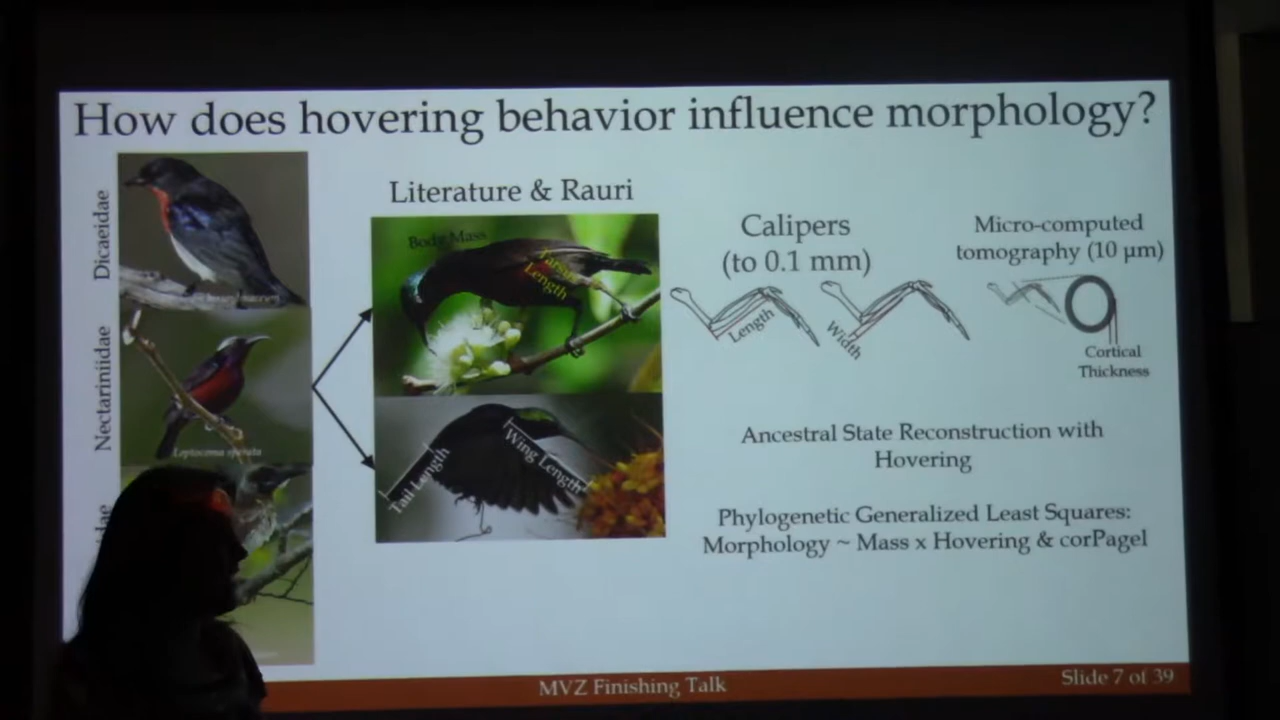 How does hovering behavior influence morphology?
Dicaeidae
Nectariniidae
Leptocoma
Literature & Rauri
Body Mass
Tarsus
Length
Tail Length
Wing Length
Calipers
(to 0.1 mm)
Length
Width
Micro-computed
tomography (10 μm)
Cortical
Thickness
Ancestral State Reconstruction with
Hovering
Phylogenetic Generalized Least Squares:
Morphology ~ Mass x Hovering & corPagel
MVZ Finishing Talk
Slide 7 of 39